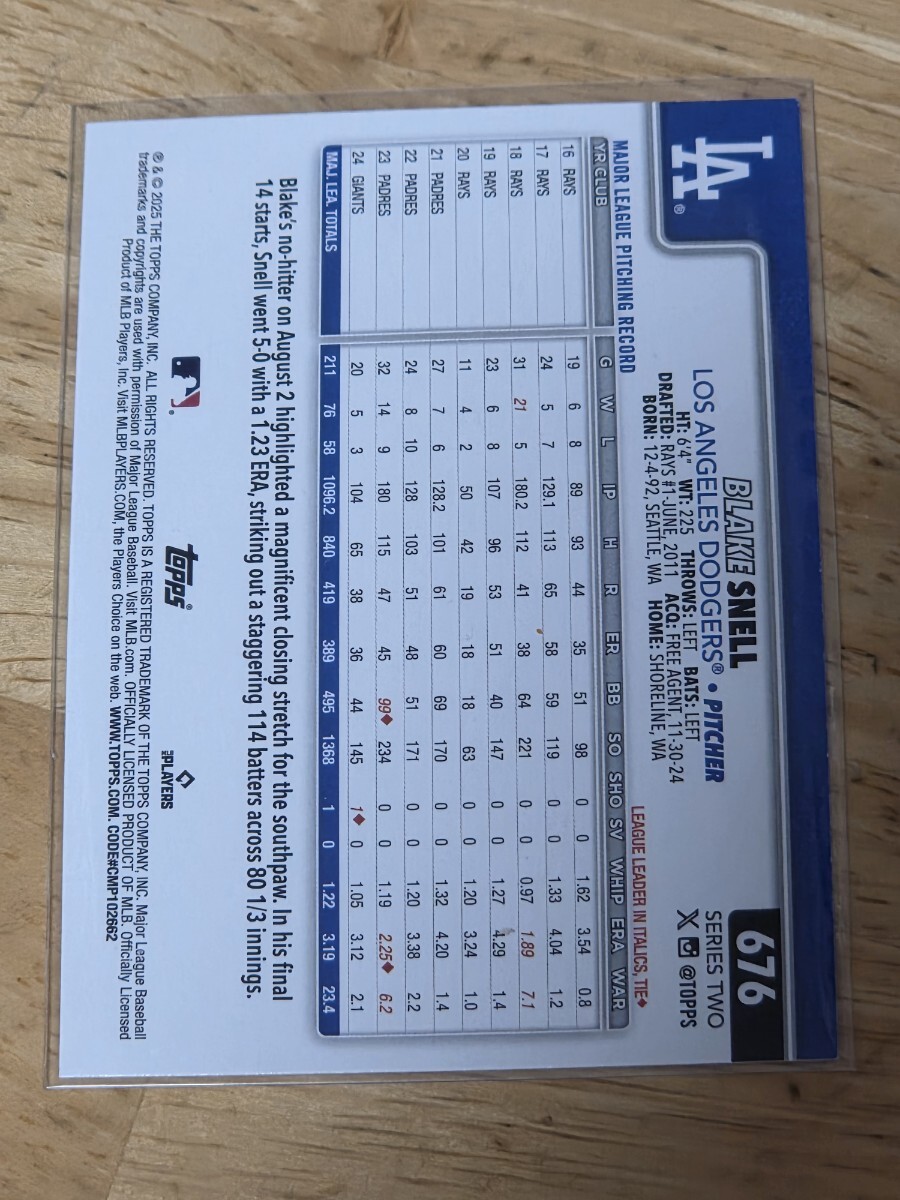 676
SERIES TWO
@TOPPS
BLAKE SNELL
LOS ANGELES DODGERS® • PITCHER
HT: 6'4" WT: 225 THROWS: LEFT BATS: LEFT
DRAFTED: RAYS #1-JUNE, 2011 ACQ: FREE AGENT, 11-30-24
BORN: 12-4-92, SEATTLE, WA HOME: SHORELINE, WA
LA®
MAJOR LEAGUE PITCHING RECORD LEAGUE LEADER IN ITALICS, TIE♦
YR CLUB G W L IP H R ER BB SO SHO SV WHIP ERA WAR
16 RAYS 19 6 8 89 93 44 35 51 98 0 0 1.62 3.54 0.8
17 RAYS 24 5 7 129.1 113 65 58 59 119 0 0 1.33 4.04 1.2
18 RAYS 31 21 5 180.2 112 41 38 64 221 0 0 0.97 1.89 7.1
19 RAYS 23 6 8 107 96 53 51 40 147 0 0 1.27 4.29 1.4
20 RAYS 11 4 2 50 42 19 18 18 63 0 0 1.20 3.24 1.0
21 PADRES 27 7 6 128.2 101 61 60 69 170 0 0 1.32 4.20 1.4
22 PADRES 24 8 10 128 103 51 48 51 171 0 0 1.20 3.38 2.2
23 PADRES 32 14 9 180 115 47 45 99♦ 234 0 0 1.19 2.25♦ 6.2
24 GIANTS 20 5 3 104 65 38 36 44 145 1♦ 0 1.05 3.12 2.1
MAJ. LEA. TOTALS 211 76 58 1096.2 840 419 389 495 1368 1 0 1.22 3.19 23.4
Blake's no-hitter on August 2 highlighted a magnificent closing stretch for the southpaw. In his final
14 starts, Snell went 5-0 with a 1.23 ERA, striking out a staggering 114 batters across 80 1/3 innings.
topps®
MLB PLAYERS
® & © 2025 THE TOPPS COMPANY, INC. ALL RIGHTS RESERVED. TOPPS IS A REGISTERED TRADEMARK OF THE TOPPS COMPANY, INC. Major League Baseball
trademarks and copyrights are used with permission of Major League Baseball. Visit MLB.com. OFFICIALLY LICENSED PRODUCT OF MLB. Officially Licensed
Product of MLB Players, Inc. Visit MLBPLAYERS.COM, the Players Choice on the web. WWW.TOPPS.COM. CODE#CMP102662